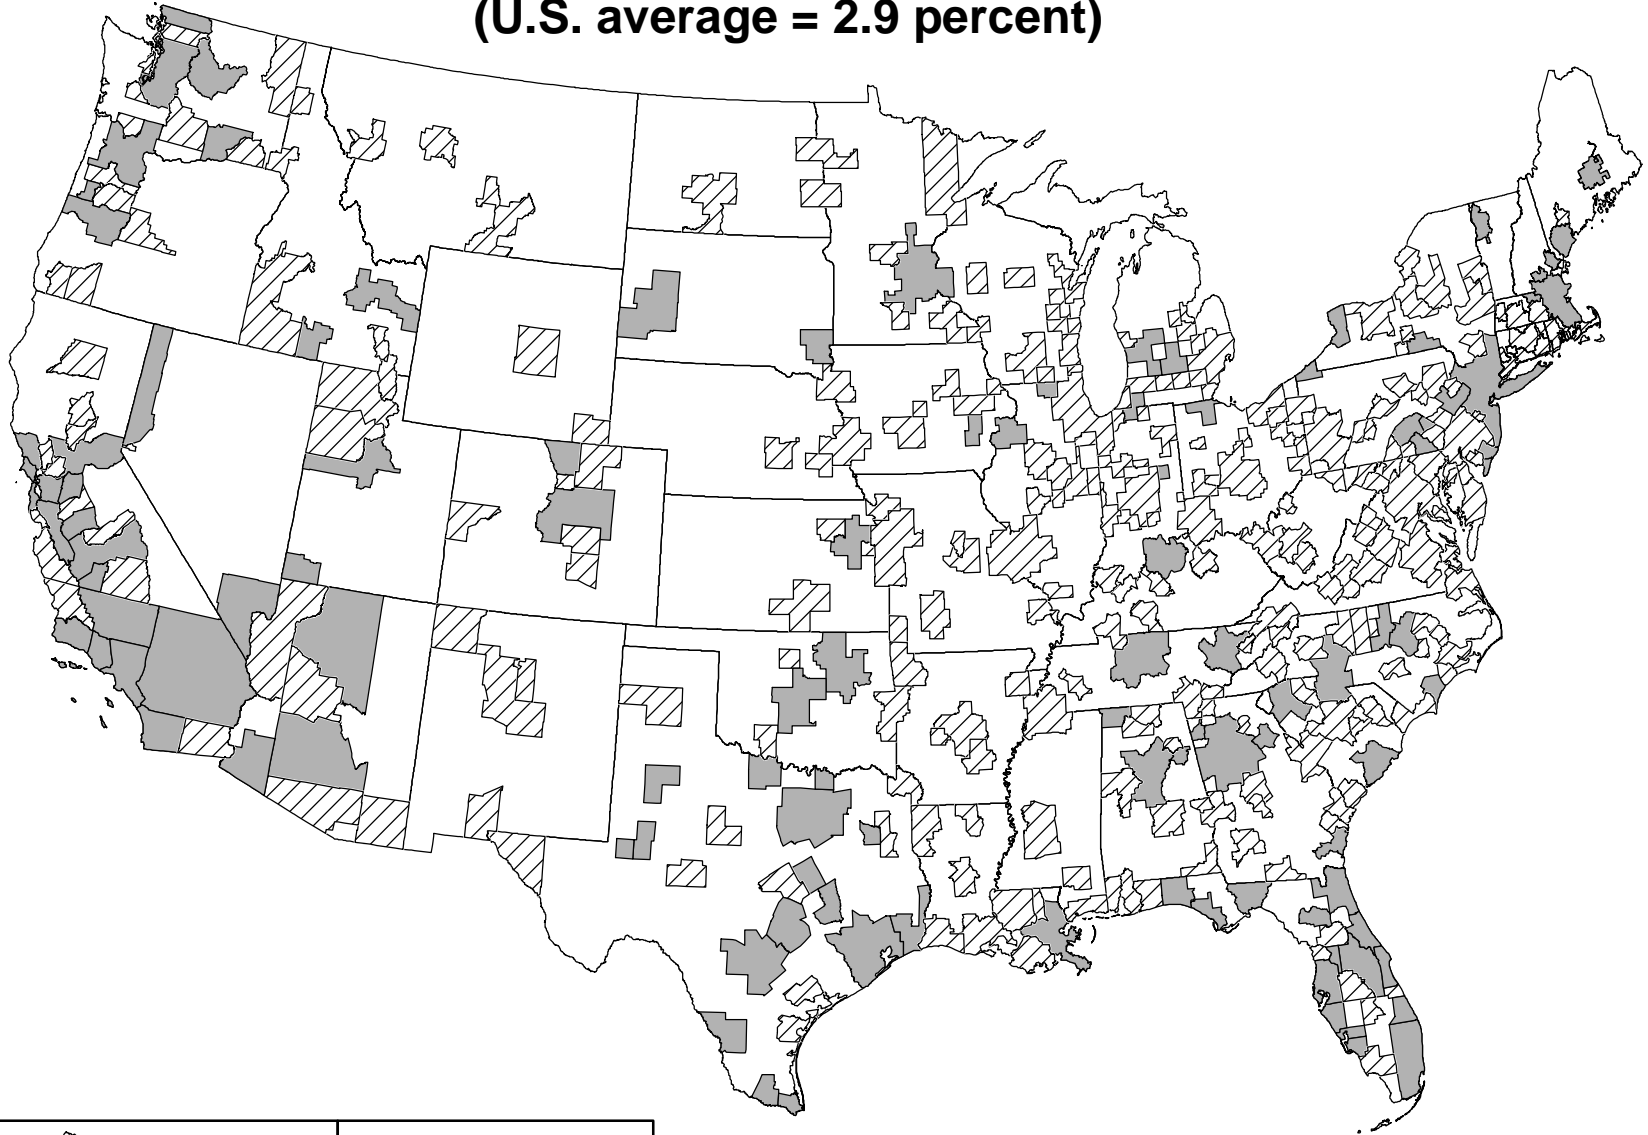 (U.S. average = 2.9 percent)